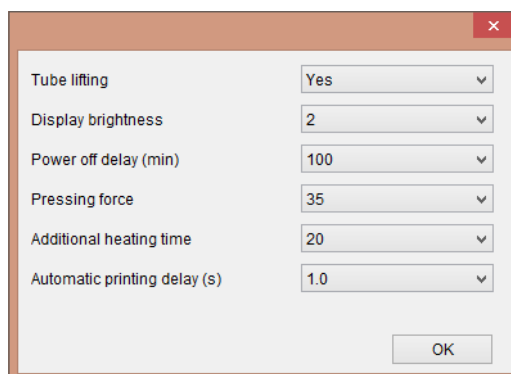 Tube lifting Yes
Display brightness 2
Power off delay (min) 100
Pressing force 35
Additional heating time 20
Automatic printing delay (s) 1.0
OK